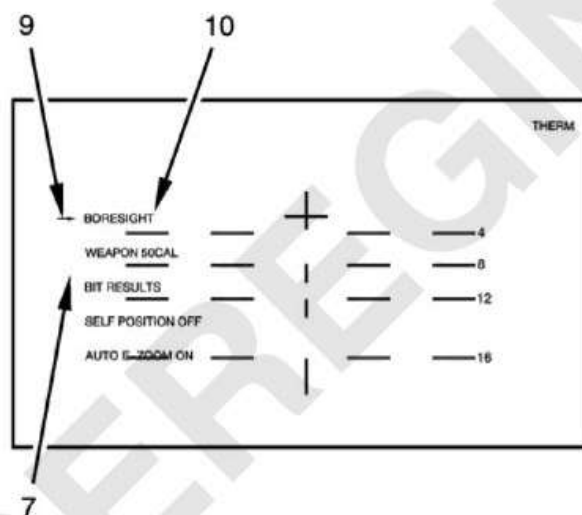 9 10
THERM
BORESIGHT
4
WEAPON 50CAL
8
BIT RESULTS
12
SELF POSITION OFF
AUTO E-ZOOM ON 16
7
EREGIN